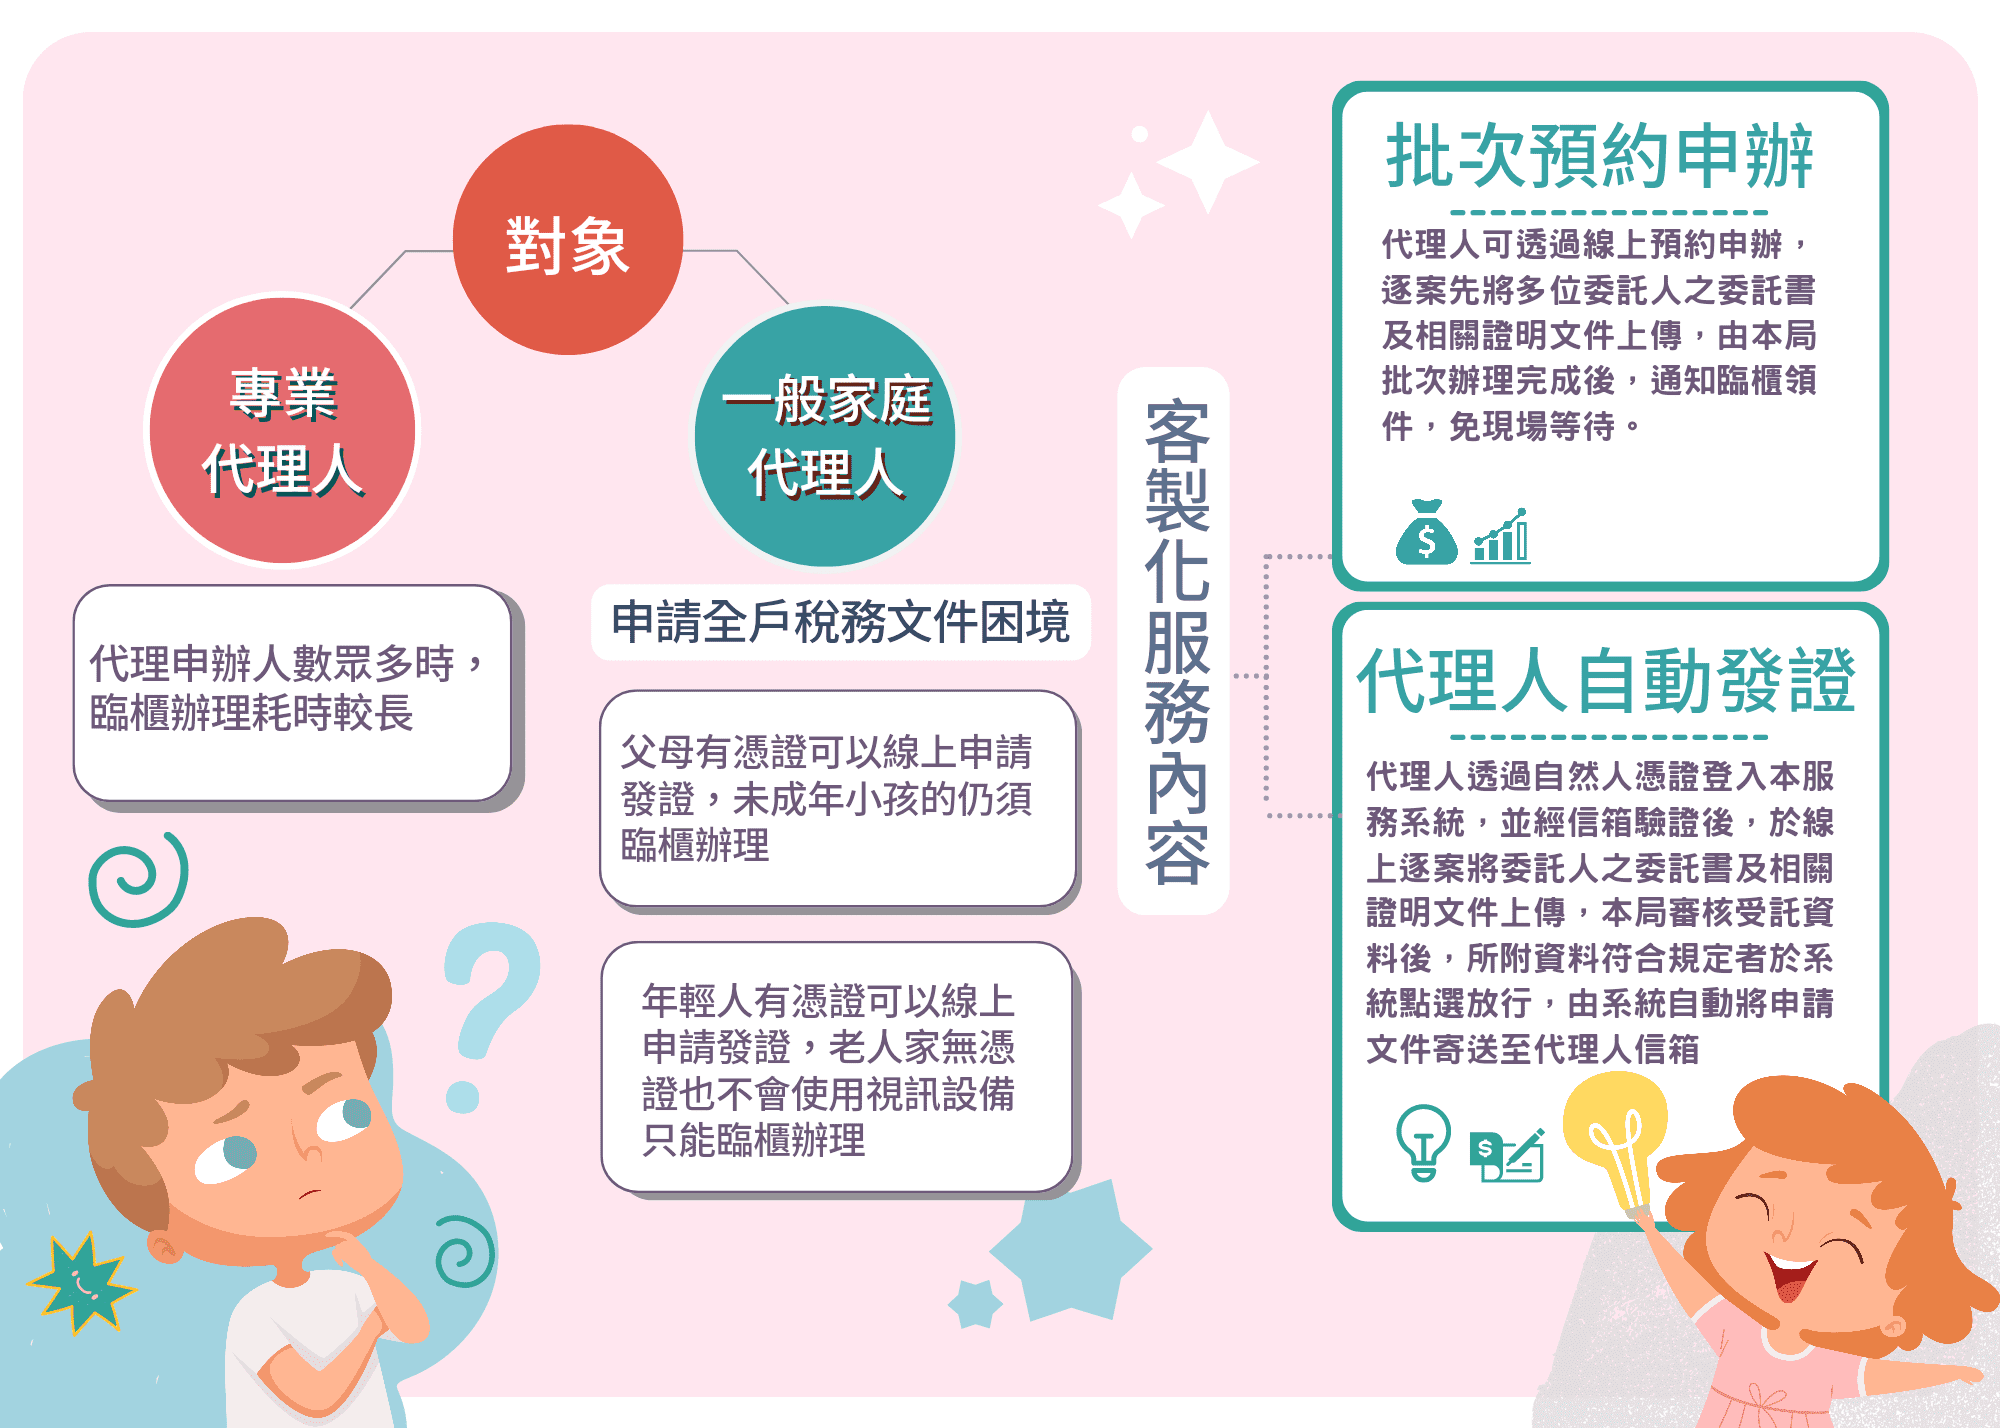 對象
專業
代理人
代理申辦人數眾多時，
臨櫃辦理耗時較長
一般家庭
代理人
申請全戶稅務文件困境
父母有憑證可以線上申請
發證，未成年小孩的仍須
臨櫃辦理
年輕人有憑證可以線上
申請發證，老人家無憑
證也不會使用視訊設備
只能臨櫃辦理
客製化服務內容
批次預約申辦
代理人可透過線上預約申辦，
逐案先將多位委託人之委託書
及相關證明文件上傳，由本局
批次辦理完成後，通知臨櫃領
件，免現場等待。
代理人自動發證
代理人透過自然人憑證登入本服
務系統，並經信箱驗證後，於線
上逐案將委託人之委託書及相關
證明文件上傳，本局審核受託資
料後，所附資料符合規定者於系
統點選放行，由系統自動將申請
文件寄送至代理人信箱